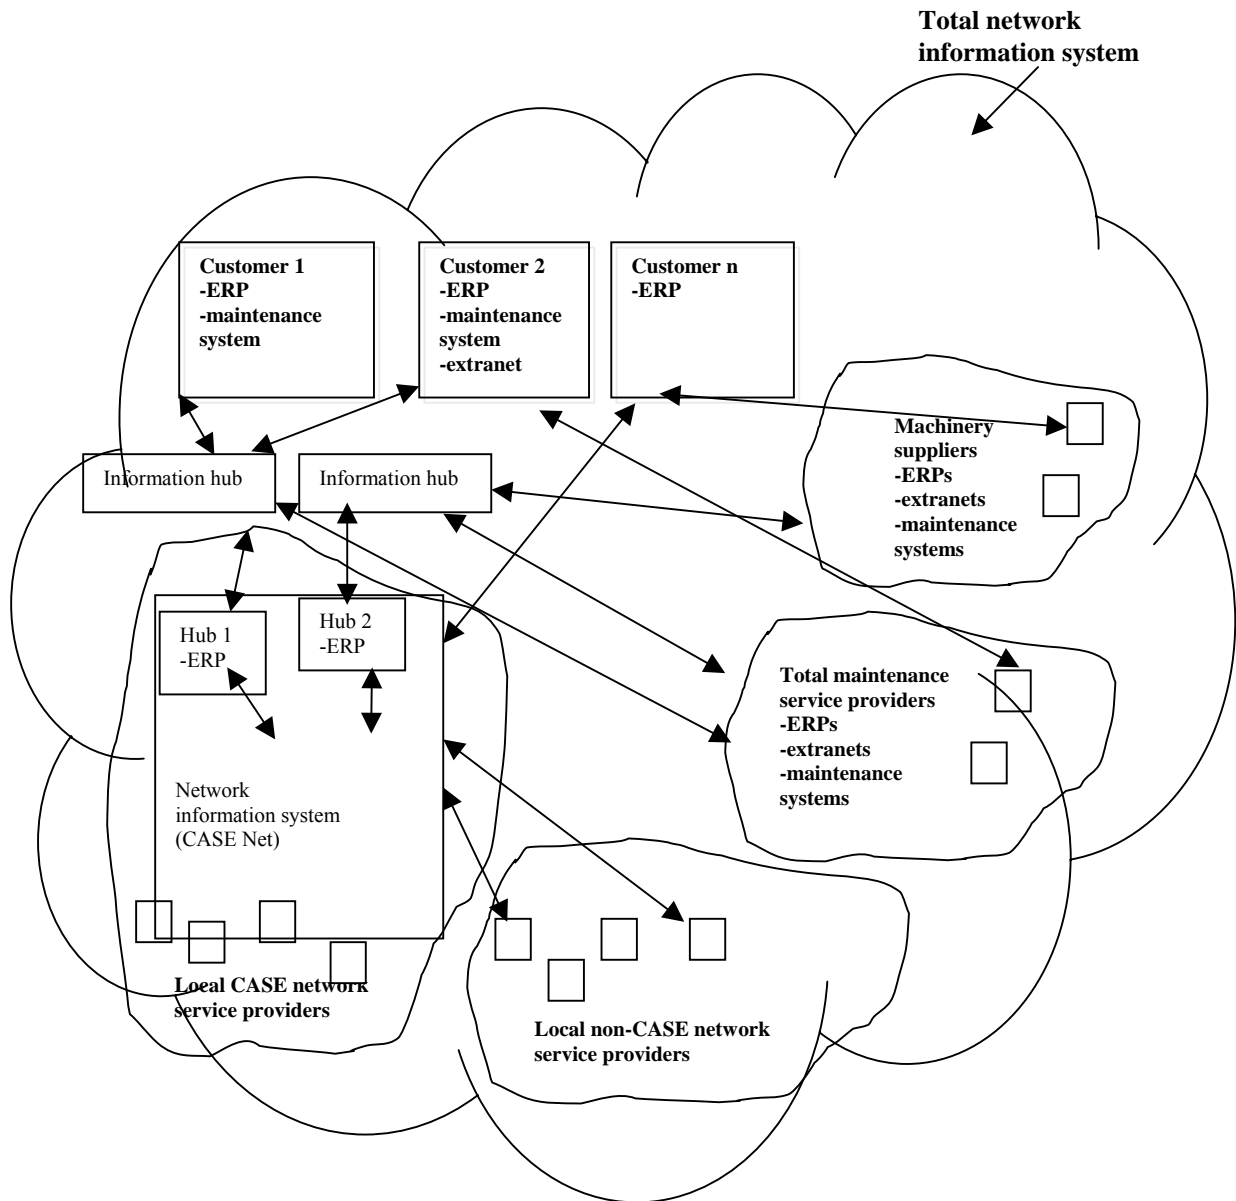 Total network
information system
Customer 1
-ERP
-maintenance
system
Customer 2
-ERP
-maintenance
system
-extranet
Customer n
-ERP
Machinery
suppliers
-ERPs
-extranets
-maintenance
systems
Information hub
Information hub
Hub 1
-ERP
Hub 2
-ERP
Total maintenance
service providers
-ERPs
-extranets
-maintenance
systems
Network
information system
(CASE Net)
Local CASE network
service providers
Local non-CASE network
service providers